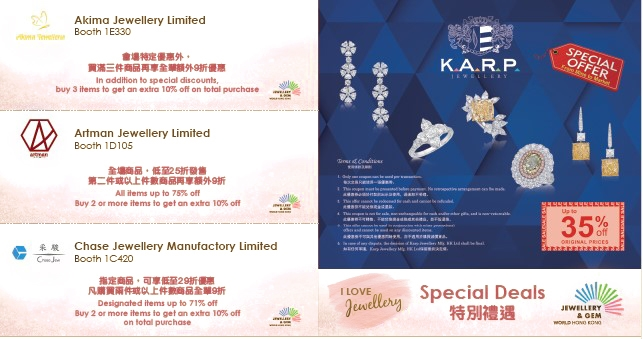 Akima Jewellery
Akima Jewellery Limited
Booth 1E330
會場特定優惠外，
買滿三件商品再享全單額外9折優惠
In addition to special discounts,
buy 3 items to get an extra 10% off on total purchase
JEWELLERY
& GEM
WORLD HONG KONG
artman
Artman Jewellery Limited
Booth 1D105
全場商品，低至25折發售
第二件或以上件數商品再享額外9折
All items up to 75% off
Buy 2 or more items to get an extra 10% off
JEWELLERY
& GEM
WORLD HONG KONG
采駿
Chase Jewellery Manufactory Limited
Booth 1C420
指定商品，可享低至29折優惠
凡購買兩件或以上件數商品全單9折
Designated items up to 71% off
Buy 2 or more items to get an extra 10% off
on total purchase
JEWELLERY
& GEM
WORLD HONG KONG
K.A.R.P.
JEWELLERY
SPECIAL
OFFER
From Mine to Market
Terms & Conditions
1. Only one coupon can be used per transaction.
2. This coupon must be presented before payment. No retrospective arrangement can be made.
3. This offer cannot be redeemed for cash and cannot be refunded.
4. This coupon is not for sale, non-exchangeable for cash and/or other gifts, and is non-returnable.
5. This offer cannot be used in conjunction with other promotional
offers and cannot be used on any discounted items.
6. In case of any dispute, the decision of Karp Jewellery Mfg. HK Ltd shall be final.
Up to
35%
off
ORIGINAL PRICES
I LOVE
Jewellery
Special Deals
特別禮遇
JEWELLERY
& GEM
WORLD HONG KONG